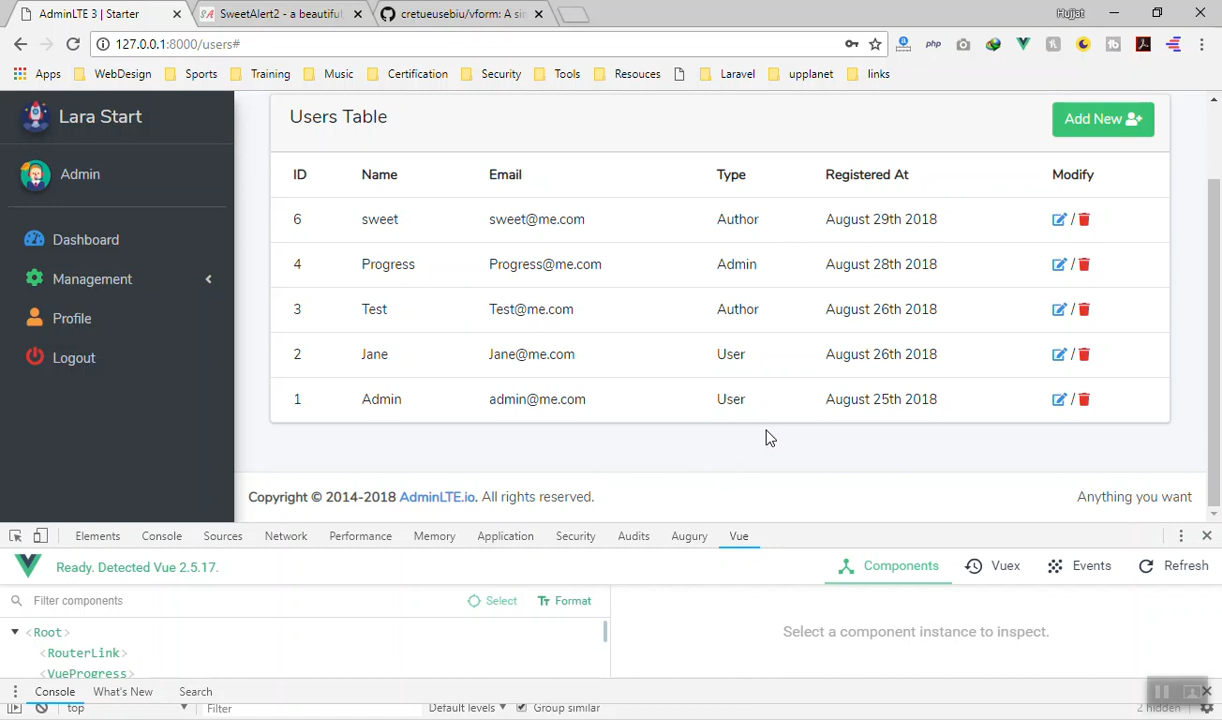 AdminLTE 3 | Starter
SweetAlert2 - a beautiful
cretueusebiu/vform: A si
Hujjat
127.0.0.1:8000/users#
php
Apps WebDesign Sports Training Music Certification Security Tools Resouces Laravel upplanet links
Lara Start
Admin
Dashboard
Management
Profile
Logout
Users Table
Add New
ID Name Email Type Registered At Modify
6 sweet sweet@me.com Author August 29th 2018 /
4 Progress Progress@me.com Admin August 28th 2018 /
3 Test Test@me.com Author August 26th 2018 /
2 Jane Jane@me.com User August 26th 2018 /
1 Admin admin@me.com User August 25th 2018 /
Copyright © 2014-2018 AdminLTE.io. All rights reserved.
Anything you want
Elements Console Sources Network Performance Memory Application Security Audits Augury Vue
Ready. Detected Vue 2.5.17.
Components Vuex Events Refresh
Filter components
Select Format
<Root>
<RouterLink>
<VueProgress>
Select a component instance to inspect.
Console What's New Search
top Filter Default levels Group similar 2 hidden